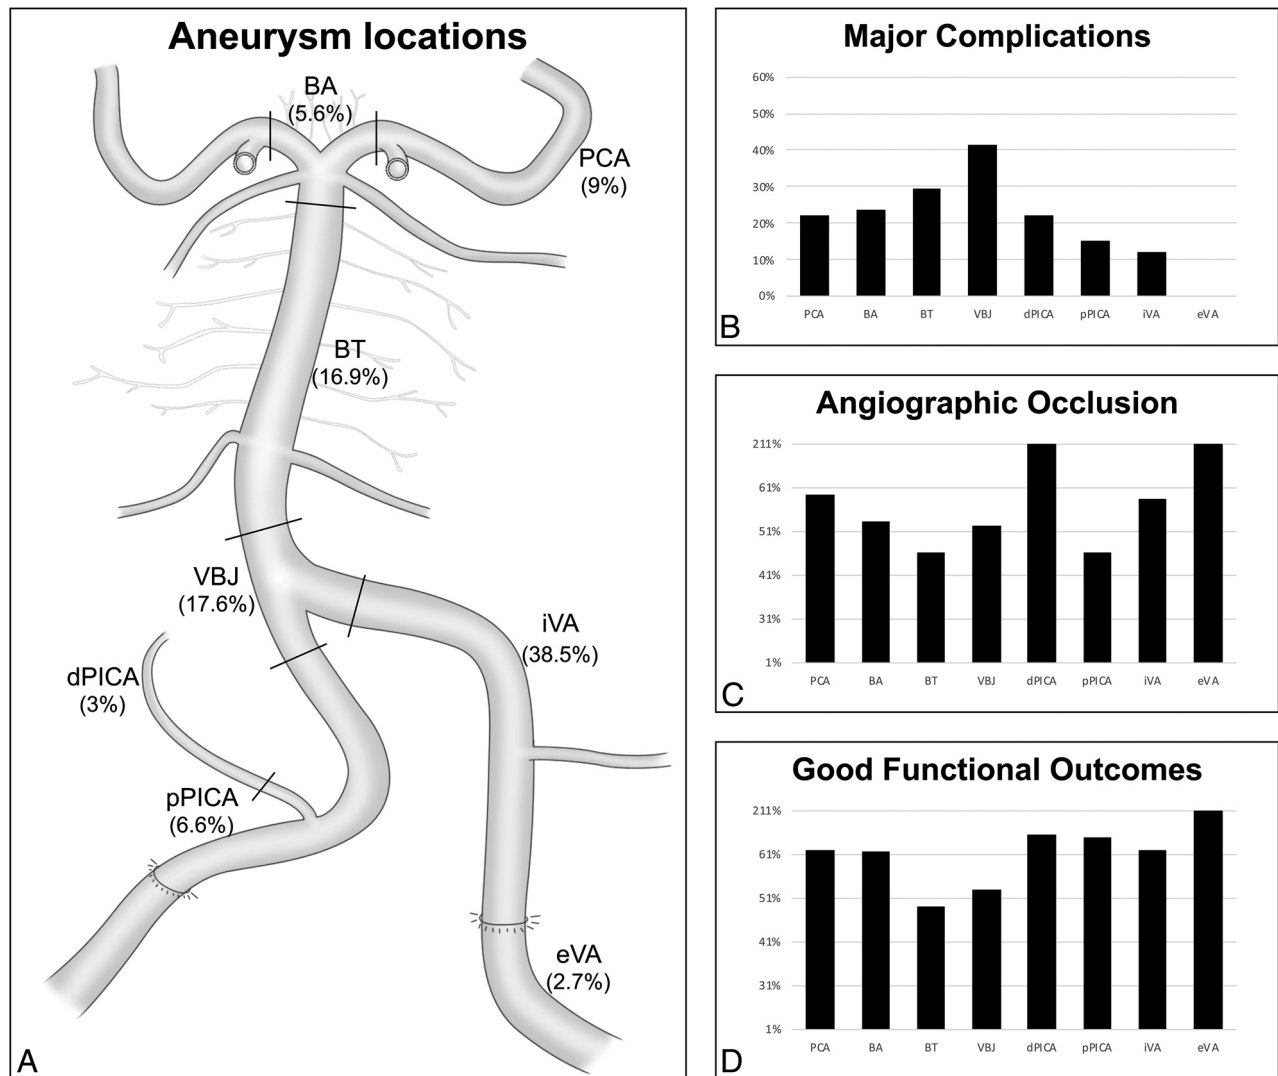 Aneurysm locations
BA
(5.6%)
PCA
(9%)
BT
(16.9%)
VBJ
(17.6%)
iVA
(38.5%)
dPICA
(3%)
pPICA
(6.6%)
eVA
(2.7%)
A
Major Complications
60%
50%
40%
30%
20%
10%
0%
PCA BA BT VBJ dPICA pPICA iVA eVA
B
Angiographic Occlusion
211%
61%
51%
41%
31%
1%
PCA BA BT VBJ dPICA pPICA iVA eVA
C
Good Functional Outcomes
211%
61%
51%
41%
31%
1%
PCA BA BT VBJ dPICA pPICA iVA eVA
D